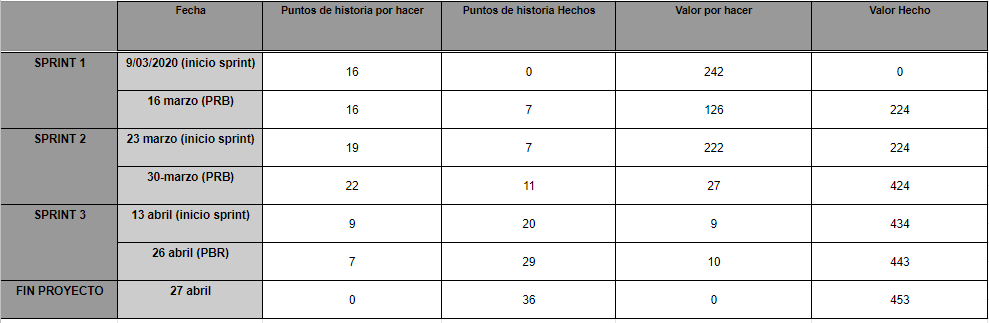 Fecha Puntos de historia por hacer Puntos de historia Hechos Valor por hacer Valor Hecho
SPRINT 1 9/03/2020 (inicio sprint) 16 0 242 0
16 marzo (PRB) 16 7 126 224
SPRINT 2 23 marzo (inicio sprint) 19 7 222 224
30-marzo (PRB) 22 11 27 424
SPRINT 3 13 abril (inicio sprint) 9 20 9 434
26 abril (PBR) 7 29 10 443
FIN PROYECTO 27 abril 0 36 0 453